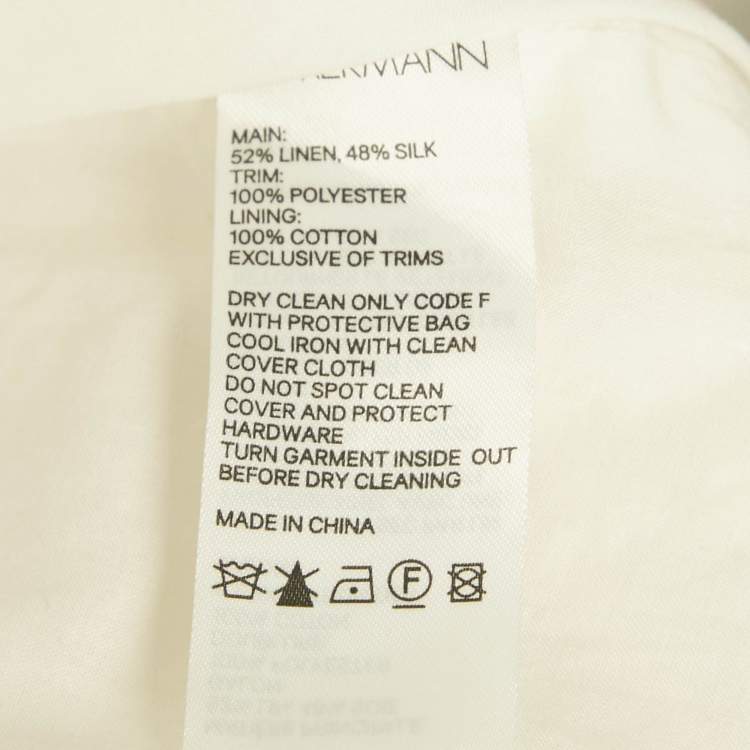 MAIN:
52% LINEN, 48% SILK
TRIM:
100% POLYESTER
LINING:
100% COTTON
EXCLUSIVE OF TRIMS
DRY CLEAN ONLY CODE F
WITH PROTECTIVE BAG
COOL IRON WITH CLEAN
COVER CLOTH
DO NOT SPOT CLEAN
COVER AND PROTECT
HARDWARE
TURN GARMENT INSIDE OUT
BEFORE DRY CLEANING
MADE IN CHINA
F